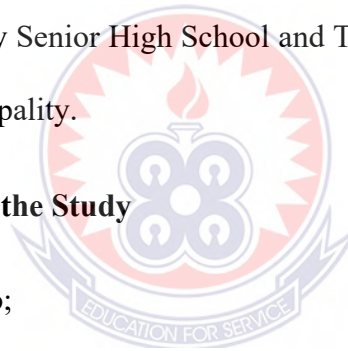 y Senior High School and T
pality.
the Study
;
EDUCATION FOR SERVICE